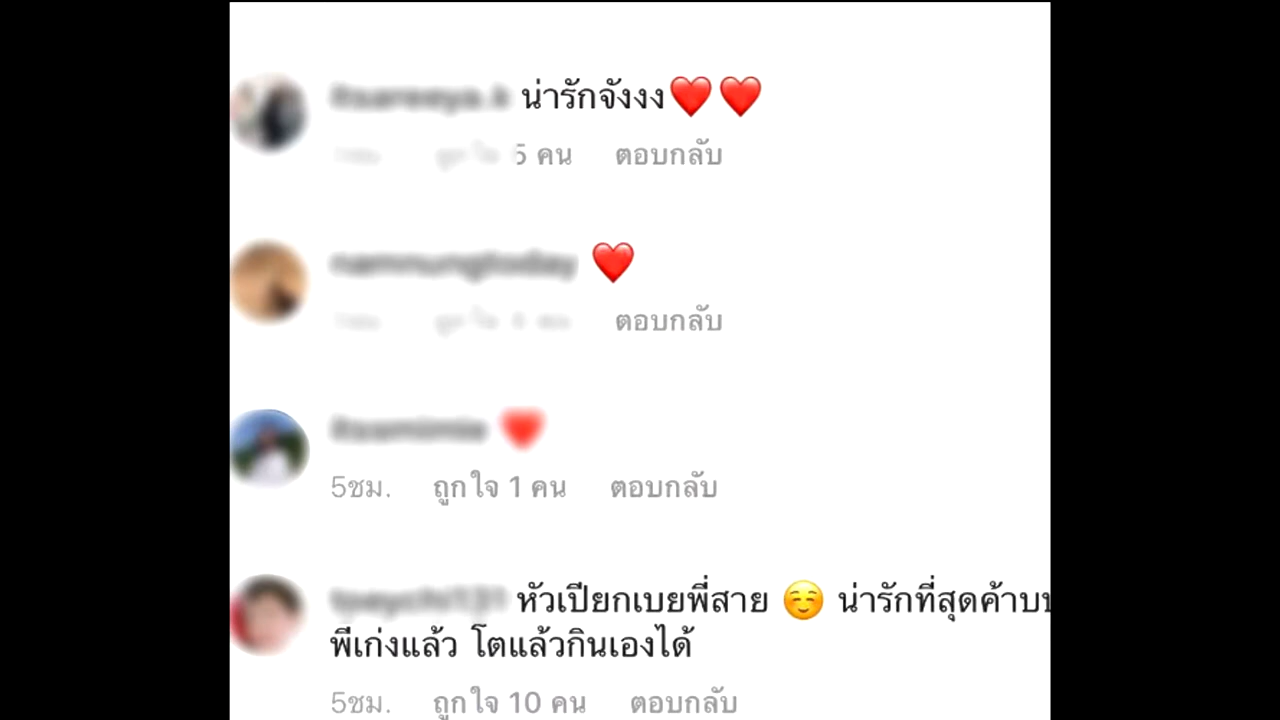 น่ารักจังงง❤️❤️
5 คน ตอบกลับ
❤️
ตอบกลับ
❤️
5ชม. ถูกใจ 1 คน ตอบกลับ
หัวเปียกเบยพี่สาย ☺️ น่ารักที่สุดค้าบบ
พี่เก่งแล้ว โตแล้วกินเองได้
5ชม. ถูกใจ 10 คน ตอบกลับ